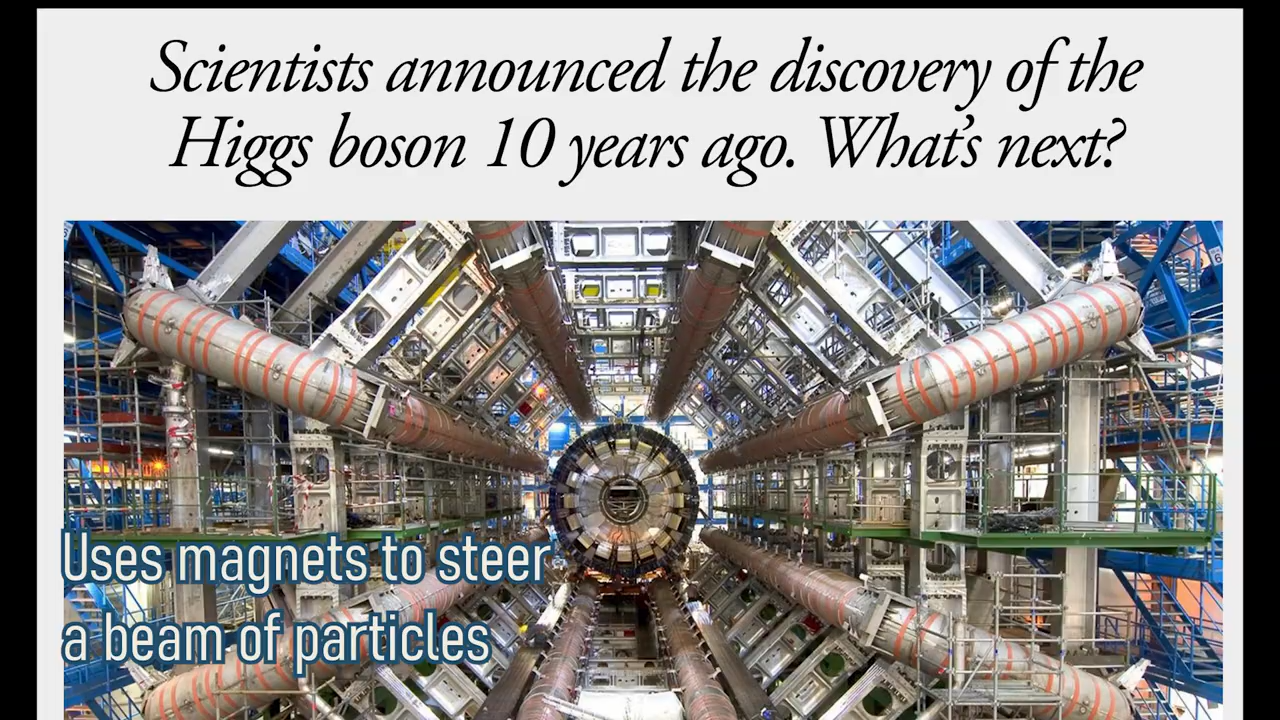 Scientists announced the discovery of the
Higgs boson 10 years ago. What's next?
Uses magnets to steer
a beam of particles